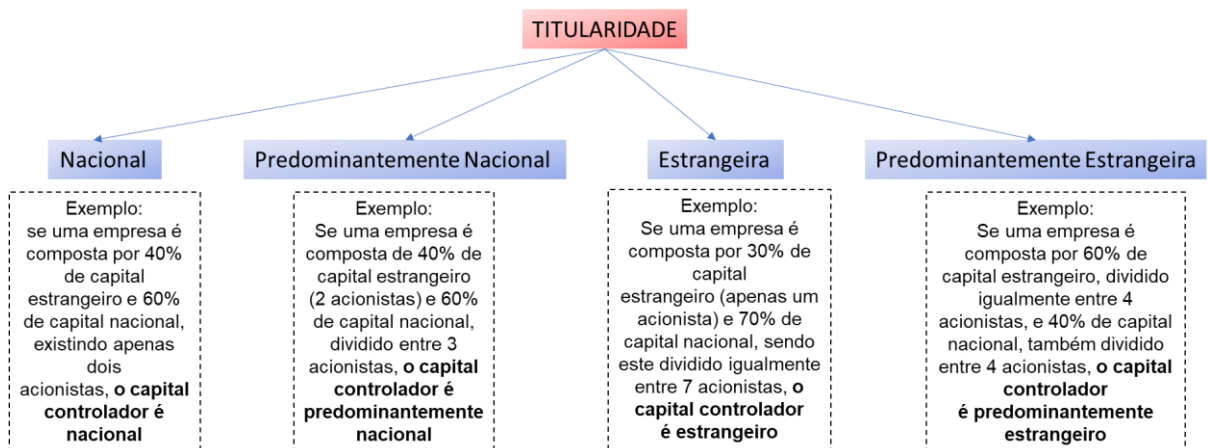 TITULARIDADE
Nacional
Exemplo:
se uma empresa é
composta por 40%
de capital
estrangeiro e 60%
de capital nacional,
existindo apenas
dois
acionistas, o capital
controlador é
nacional
Predominantemente Nacional
Exemplo:
Se uma empresa é
composta de 40% de
capital estrangeiro
(2 acionistas) e 60%
de capital nacional,
dividido entre 3
acionistas, o capital
controlador é
predominantemente
nacional
Estrangeira
Exemplo:
Se uma empresa é
composta por 30% de
capital
estrangeiro (apenas um
acionista) e 70% de
capital nacional, sendo
este dividido igualmente
entre 7 acionistas, o
capital controlador
é estrangeiro
Predominantemente Estrangeira
Exemplo:
Se uma empresa é
composta por 60% de
capital estrangeiro, dividido
igualmente entre 4
acionistas, e 40% de capital
nacional, também dividido
entre 4 acionistas, o capital
controlador
é predominantemente
estrangeiro